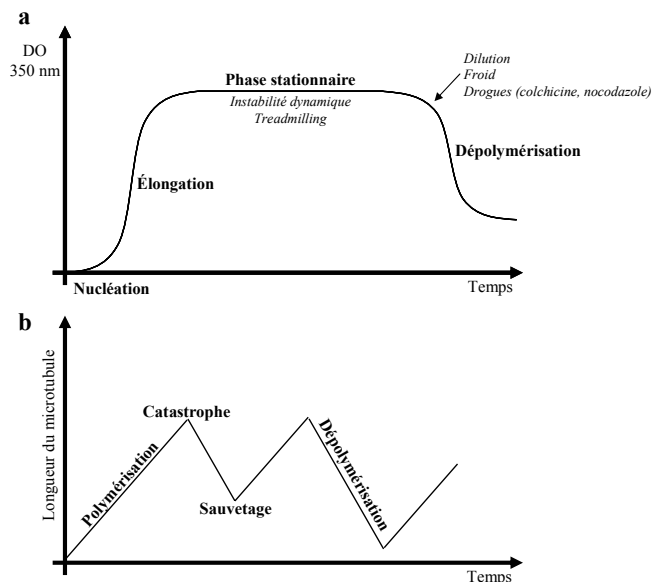 a
DO
350 nm
Dilution
Froid
Drogues (colchicine, nocodazole)
Phase stationnaire
Instabilité dynamique
Treadmilling
Dépolymérisation
Élongation
Nucléation
Temps
b
Longueur du microtubule
Catastrophe
Polymérisation
Sauvetage
Dépolymérisation
Temps